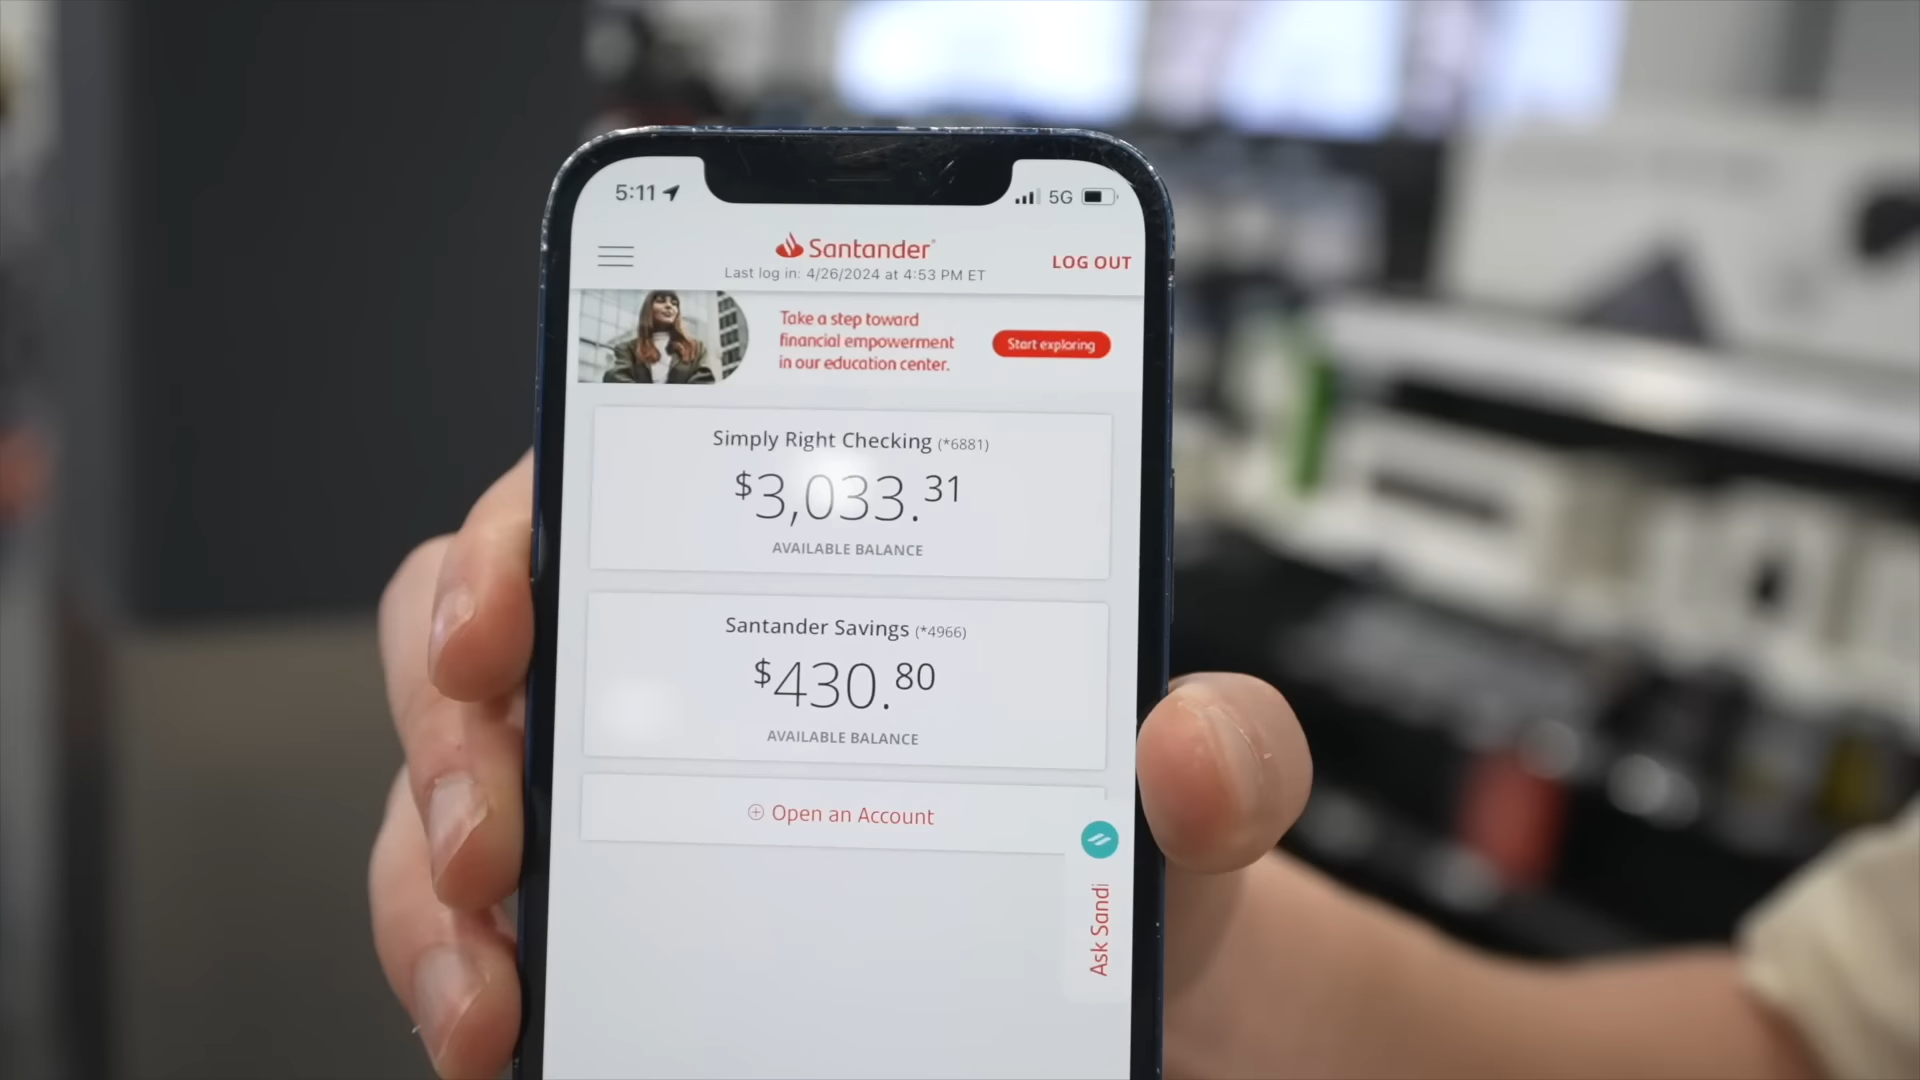 5:11
5G
Santander
LOG OUT
Last log in: 4/26/2024 at 4:53 PM ET
Take a step toward
financial empowerment
in our education center.
Start exploring
Simply Right Checking (*6881)
$3,033.31
AVAILABLE BALANCE
Santander Savings (*4966)
$430.80
AVAILABLE BALANCE
Open an Account
Ask Sandi